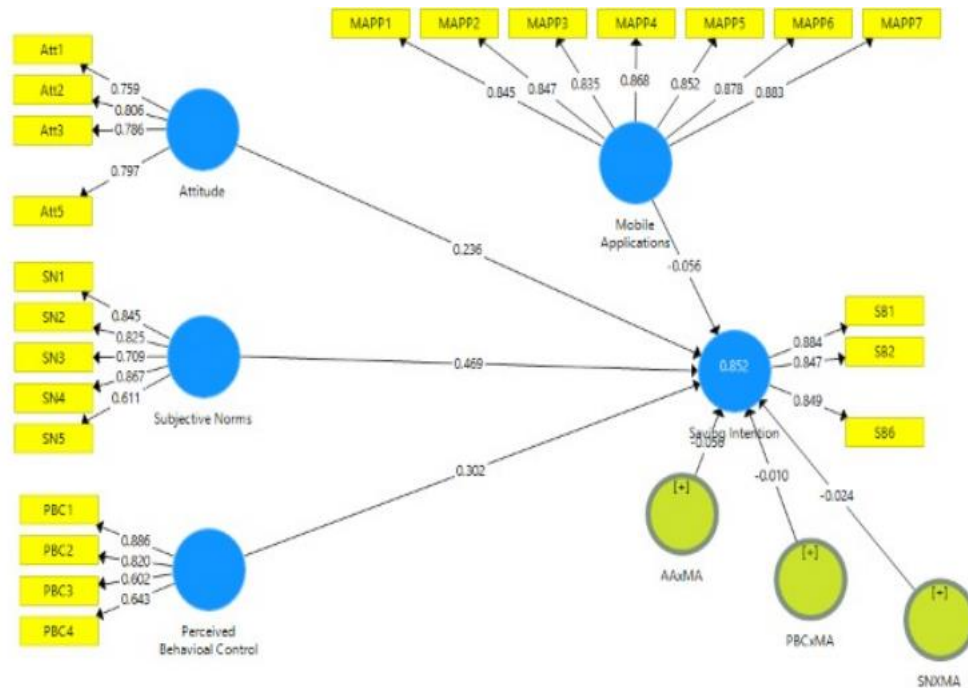 MAPP1 MAPP2 MAPP3 MAPP4 MAPP5 MAPP6 MAPP7
0.845 0.847 0.835 0.868 0.852 0.878 0.883
Mobile
Applications
-0.056
Att1
Att2
Att3
Att5
0.759
0.806
0.786
0.797
Attitude
0.236
SN1
SN2
SN3
SN4
SN5
0.845
0.825
0.709
0.867
0.611
Subjective Norms
0.469
PBC1
PBC2
PBC3
PBC4
0.886
0.820
0.602
0.643
Perceived
Behavioal Control
0.302
0.852
Saving Intention
SB1
SB2
SB6
0.884
0.847
0.849
-0.056
[+]
AAxMA
-0.010
[+]
PBCxMA
-0.024
[+]
SNXMA